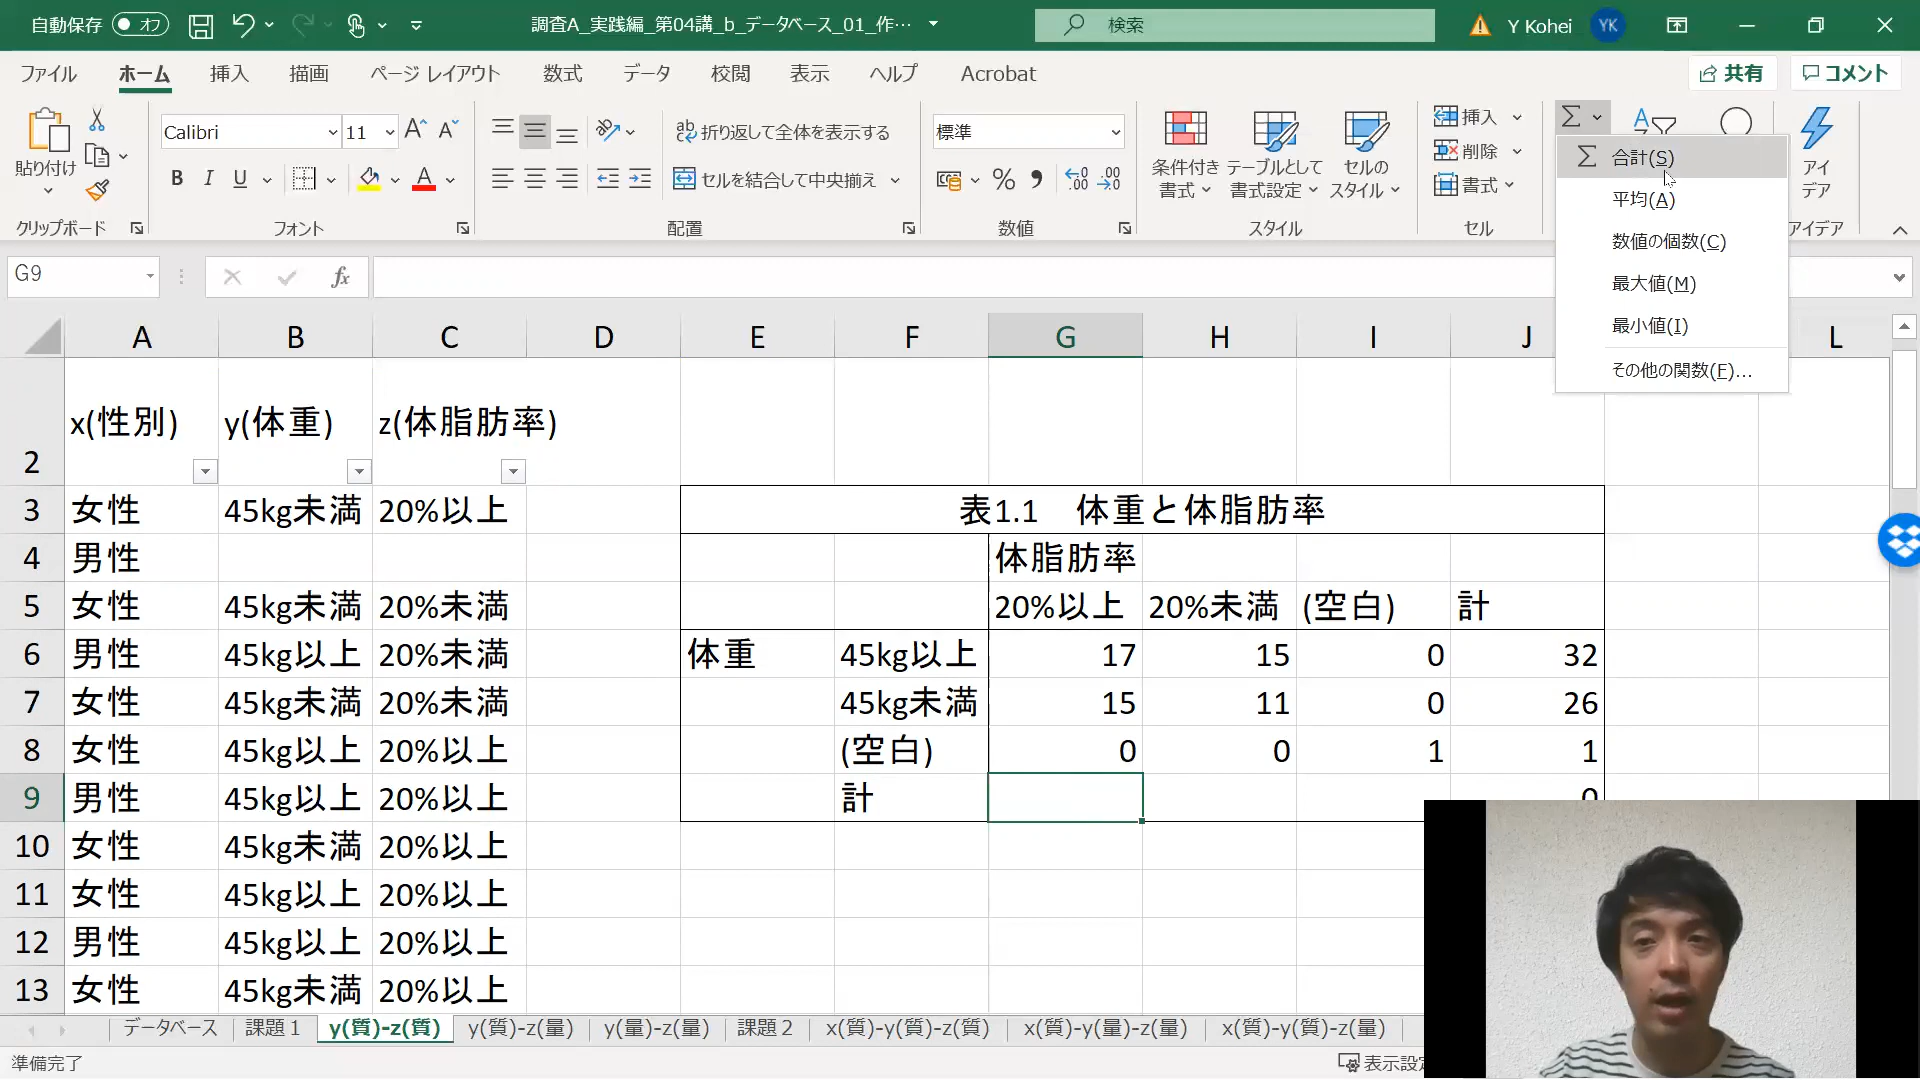 自動保存 オフ 調査A_実践編_第04講_b_データベース_01_作… 検索 Y Kohei YK
ファイル ホーム 挿入 描画 ページ レイアウト 数式 データ 校閲 表示 ヘルプ Acrobat 共有 コメント
貼り付け Calibri 11 折り返して全体を表示する 標準 条件付き書式 テーブルとして書式設定 セルのスタイル 挿入 アイデア
B I U セルを結合して中央揃え 削除
書式
クリップボード フォント 配置 数値 スタイル セル アイデア
合計(S)
平均(A)
数値の個数(C)
最大値(M)
最小値(I)
その他の関数(F)...
G9 fx
A B C D E F G H I J L
2 x(性別) y(体重) z(体脂肪率)
3 女性 45kg未満 20%以上 表1.1 体重と体脂肪率
4 男性 体脂肪率
5 女性 45kg未満 20%未満 20%以上 20%未満 (空白) 計
6 男性 45kg以上 20%未満 体重 45kg以上 17 15 0 32
7 女性 45kg未満 20%未満 45kg未満 15 11 0 26
8 女性 45kg以上 20%以上 (空白) 0 0 1 1
9 男性 45kg以上 20%以上 計 0
10 女性 45kg未満 20%以上
11 女性 45kg以上 20%以上
12 男性 45kg以上 20%以上
13 女性 45kg未満 20%以上
データベース 課題1 y(質)-z(質) y(質)-z(量) y(量)-z(量) 課題2 x(質)-y(質)-z(質) x(質)-y(量)-z(量) x(質)-y(質)-z(量)
準備完了 表示設定